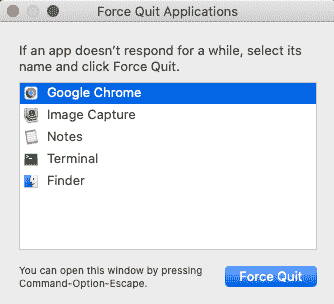 Force Quit Applications
If an app doesn't respond for a while, select its
name and click Force Quit.
Google Chrome
Image Capture
Notes
Terminal
Finder
You can open this window by pressing
Command-Option-Escape.
Force Quit